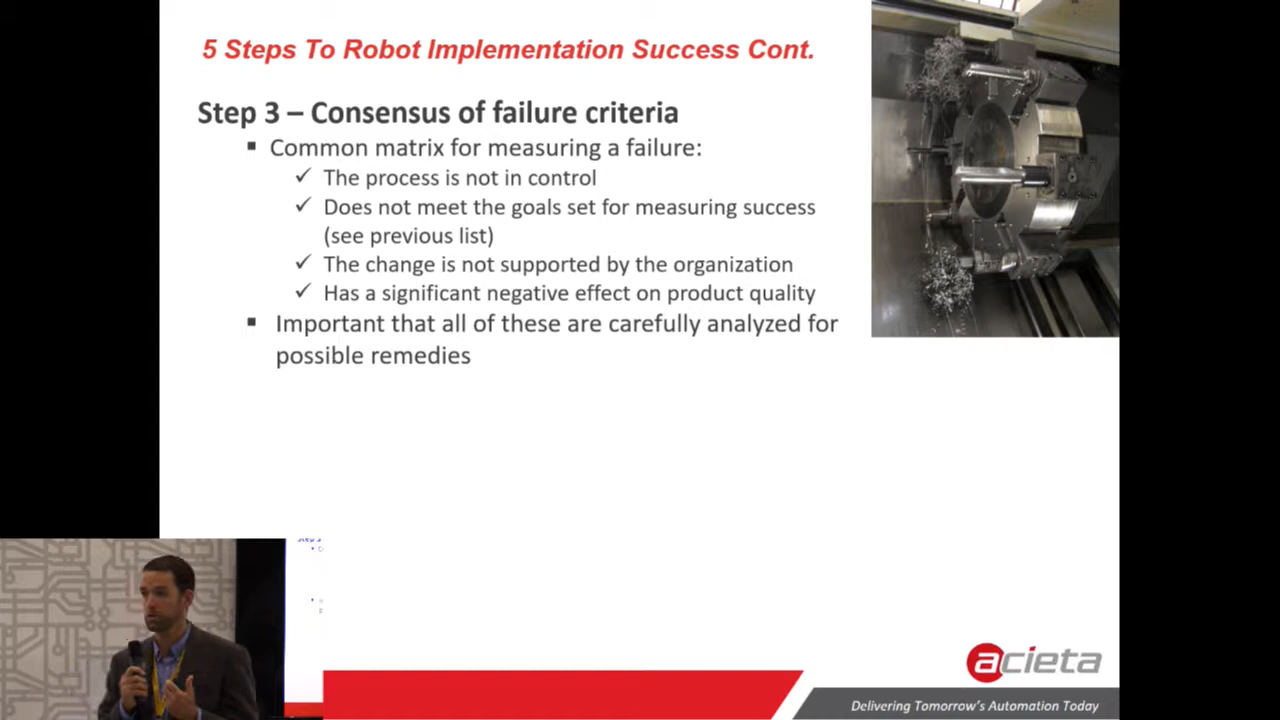 5 Steps To Robot Implementation Success Cont.
Step 3 – Consensus of failure criteria
▪ Common matrix for measuring a failure:
✓ The process is not in control
✓ Does not meet the goals set for measuring success
(see previous list)
✓ The change is not supported by the organization
✓ Has a significant negative effect on product quality
▪ Important that all of these are carefully analyzed for
possible remedies
acieta
Delivering Tomorrow's Automation Today